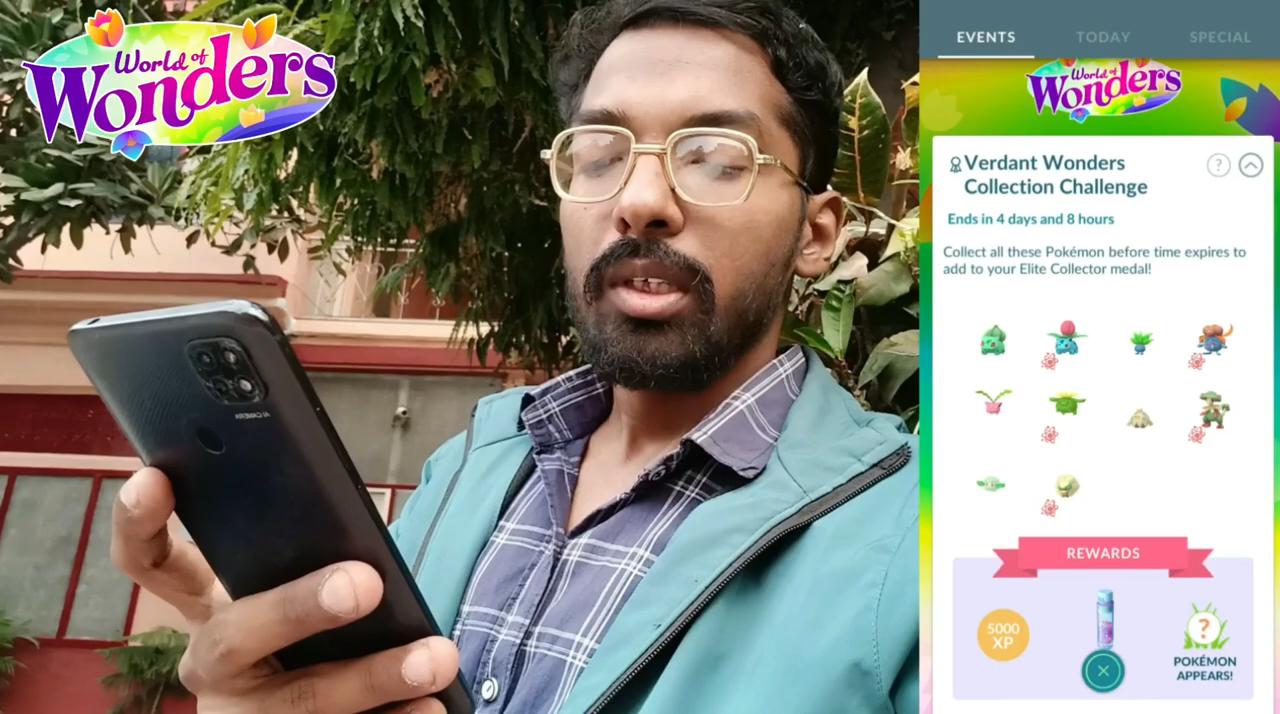 World of
Wonders
AI CAMERA
EVENTS
TODAY
SPECIAL
World of
Wonders
Verdant Wonders
Collection Challenge
?
Ends in 4 days and 8 hours
Collect all these Pokémon before time expires to
add to your Elite Collector medal!
REWARDS
5000
XP
?
POKÉMON
APPEARS!